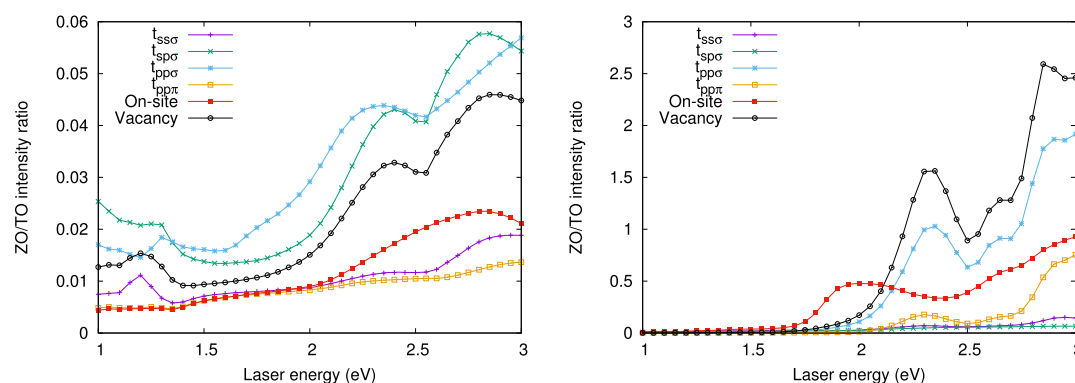 0.06
0.05
0.04
0.03
0.02
0.01
0
ZO/TO intensity ratio
t_ssσ
t_spσ
t_ppσ
t_ppπ
On-site
Vacancy
1 1.5 2 2.5 3
Laser energy (eV)
3
2.5
2
1.5
1
0.5
0
ZO/TO intensity ratio
t_ssσ
t_spσ
t_ppσ
t_ppπ
On-site
Vacancy
1 1.5 2 2.5 3
Laser energy (eV)